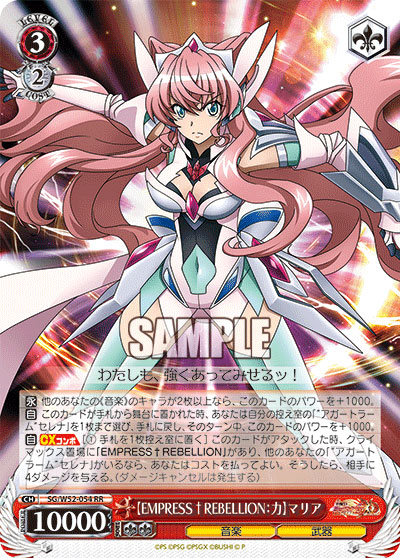 LEVEL
3
2
COST
SAMPLE
わたしも、強くあってみせるッ！
永 他のあなたの《音楽》のキャラが2枚以上なら、このカードのパワーを＋1000。
自 このカードが手札から舞台に置かれた時、あなたは自分の控え室の「“アガートラーム”セレナ」を1枚まで選び、手札に戻し、そのターン中、このカードのパワーを＋1000。
自 CXコンボ ［⑴ 手札を1枚控え室に置く］ このカードがアタックした時、クライマックス置場に「EMPRESS†REBELLION」があり、他のあなたの「“アガートラーム”セレナ」がいるなら、あなたはコストを払ってよい。そうしたら、相手に4ダメージを与える。（ダメージキャンセルは発生する）
CH SG/WS2-054 RR
10000
［EMPRESS†REBELLION：力］マリア
音楽 武器
©PS ©PSG ©PSGX ©BUSHI © P